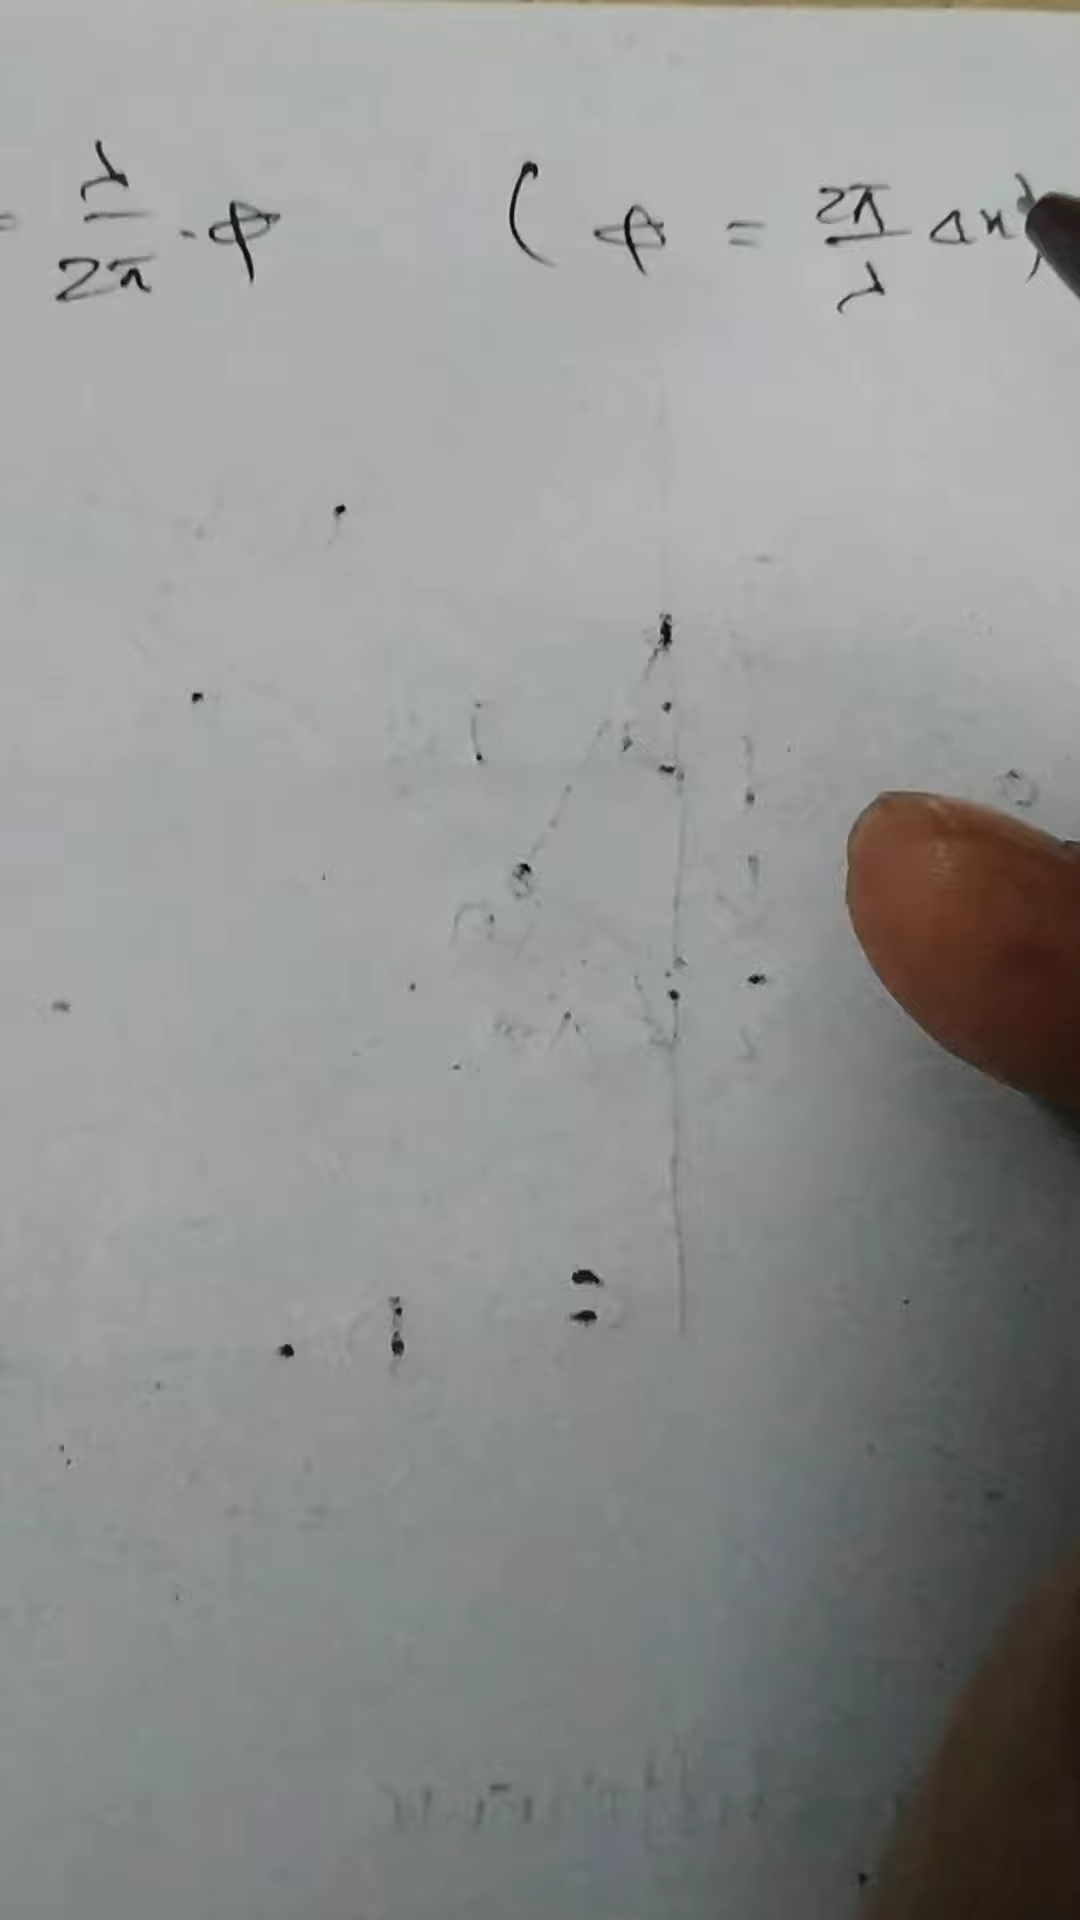 = λ/2π · φ ( φ = 2π/λ Δx )